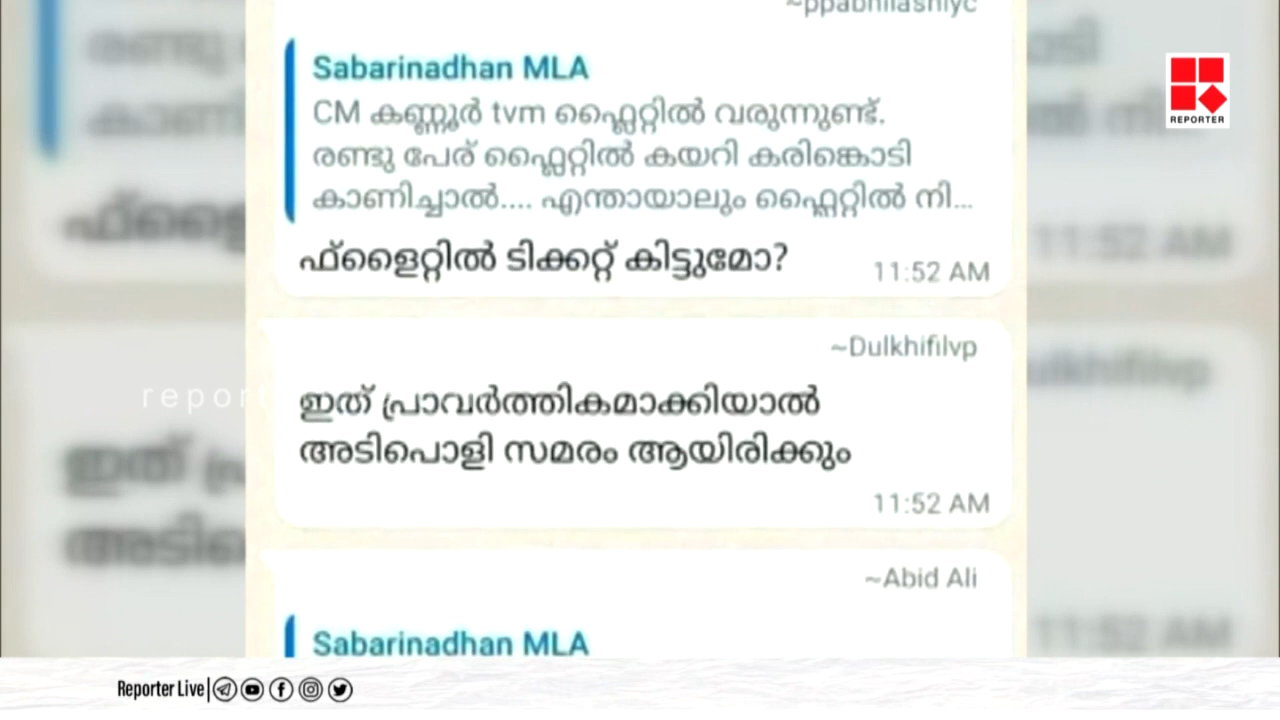 ~ppabhilashiyc
Sabarinadhan MLA
CM കണ്ണൂർ tvm ഫ്ലൈറ്റിൽ വരുന്നുണ്ട്.
രണ്ടു പേര് ഫ്ലൈറ്റിൽ കയറി കരിങ്കൊടി
കാണിച്ചാൽ.... എന്തായാലും ഫ്ലൈറ്റിൽ നി...
ഫ്ളൈറ്റിൽ ടിക്കറ്റ് കിട്ടുമോ?
11:52 AM
~Dulkhifilvp
ഇത് പ്രാവർത്തികമാക്കിയാൽ
അടിപൊളി സമരം ആയിരിക്കും
11:52 AM
~Abid Ali
Sabarinadhan MLA
REPORTER
Reporter Live